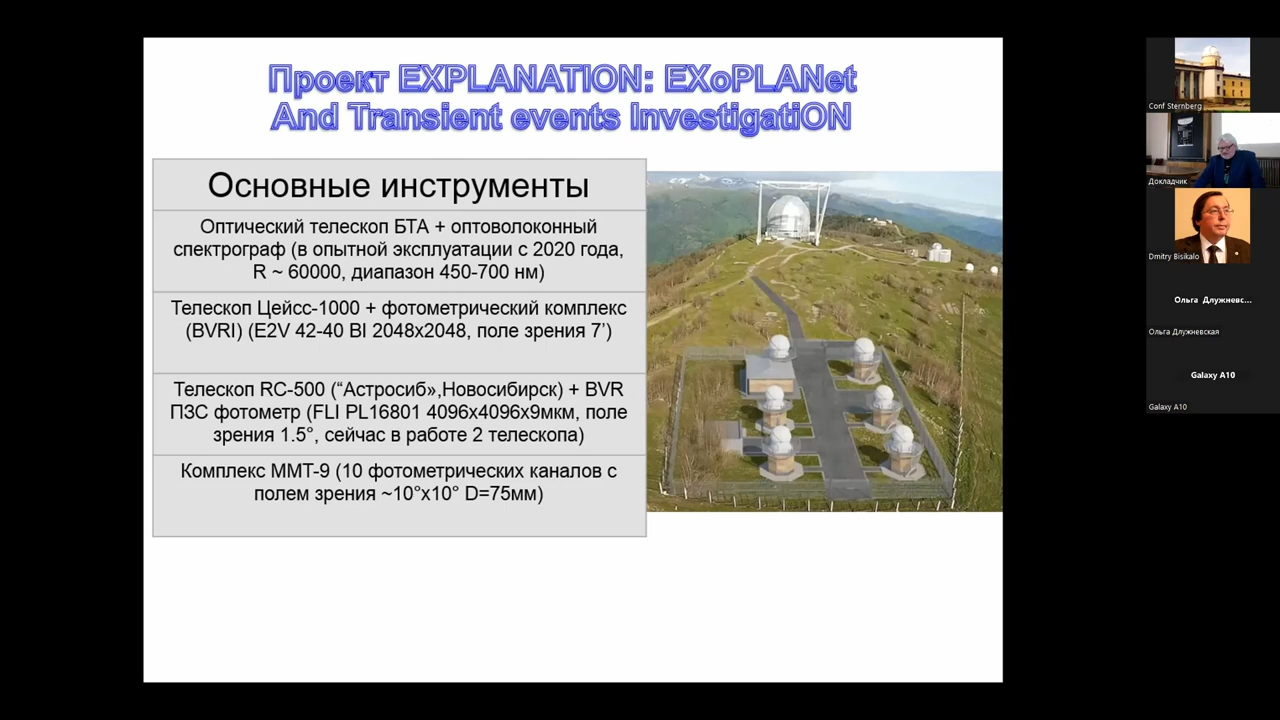 Проект EXPLANATION: EXoPLANet
And Transient events InvestigatiON
Основные инструменты
Оптический телескоп БТА + оптоволоконный
спектрограф (в опытной эксплуатации с 2020 года,
R ~ 60000, диапазон 450-700 нм)
Телескоп Цейсс-1000 + фотометрический комплекс
(BVRI) (E2V 42-40 BI 2048x2048, поле зрения 7’)
Телескоп RC-500 (“Астросиб»,Новосибирск) + BVR
ПЗС фотометр (FLI PL16801 4096x4096x9мкм, поле
зрения 1.5°, сейчас в работе 2 телескопа)
Комплекс ММТ-9 (10 фотометрических каналов с
полем зрения ~10°x10° D=75мм)
Conf Sternberg
Докладчик
Dmitry Bisikalo
Ольга Длужневс...
Ольга Длужневская
Galaxy A10
Galaxy A10